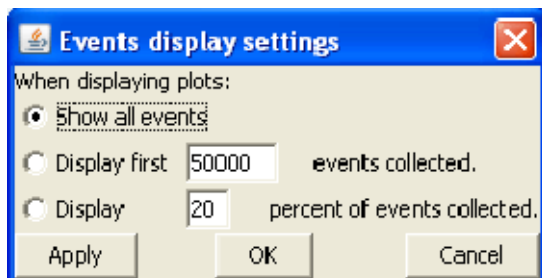 Events display settings
When displaying plots:
Show all events
Display first 50000 events collected.
Display 20 percent of events collected.
Apply OK Cancel